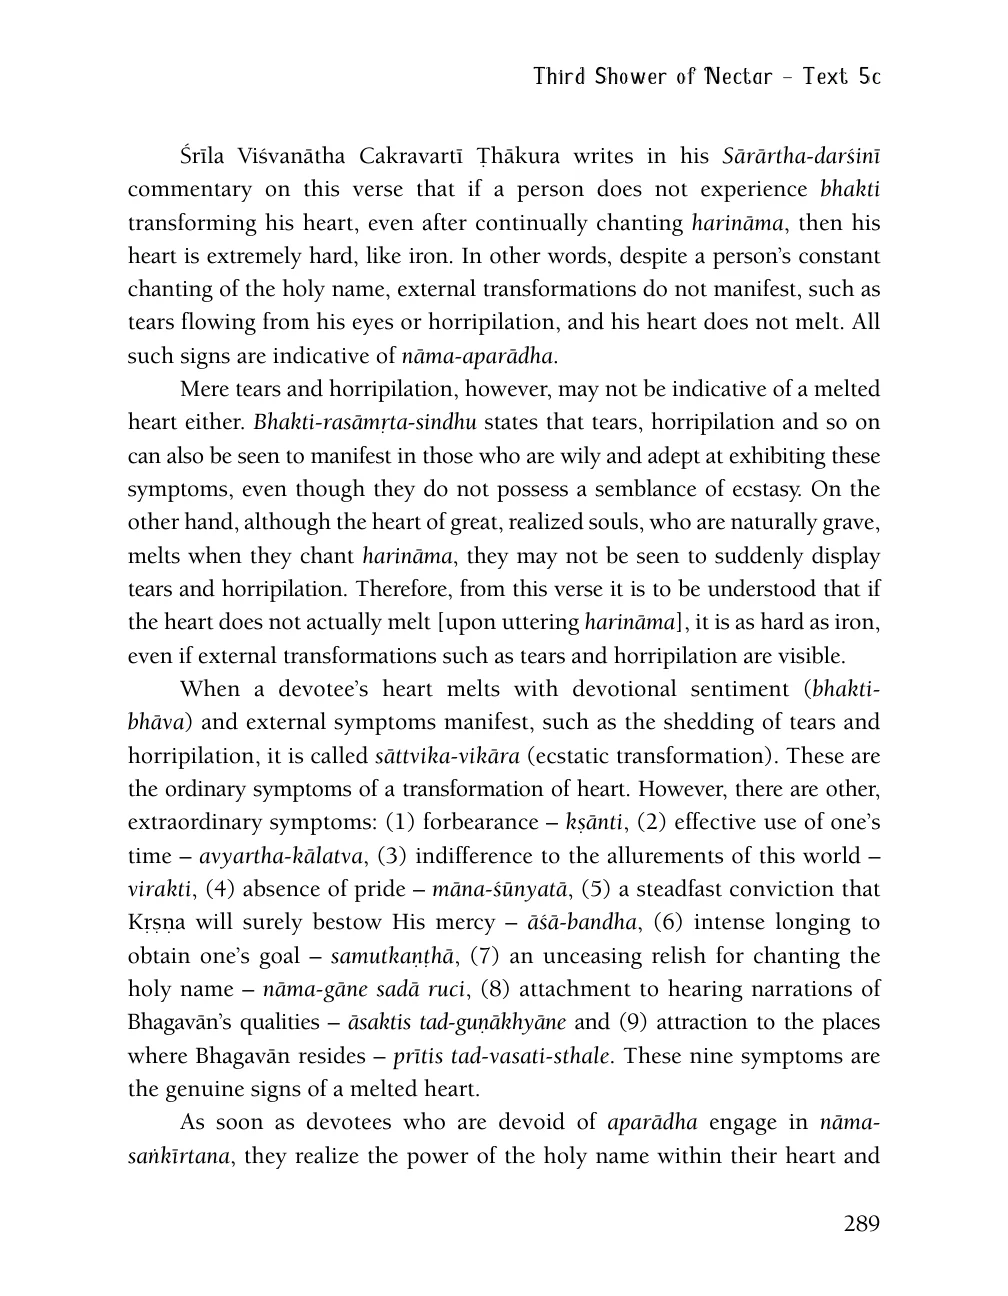 Third Shower of Nectar – Text 5c
Śrīla Viśvanātha Cakravartī Ṭhākura writes in his Sārārtha-darśinī
commentary on this verse that if a person does not experience bhakti
transforming his heart, even after continually chanting harināma, then his
heart is extremely hard, like iron. In other words, despite a person’s constant
chanting of the holy name, external transformations do not manifest, such as
tears flowing from his eyes or horripilation, and his heart does not melt. All
such signs are indicative of nāma-aparādha.
Mere tears and horripilation, however, may not be indicative of a melted
heart either. Bhakti-rasāmṛta-sindhu states that tears, horripilation and so on
can also be seen to manifest in those who are wily and adept at exhibiting these
symptoms, even though they do not possess a semblance of ecstasy. On the
other hand, although the heart of great, realized souls, who are naturally grave,
melts when they chant harināma, they may not be seen to suddenly display
tears and horripilation. Therefore, from this verse it is to be understood that if
the heart does not actually melt [upon uttering harināma], it is as hard as iron,
even if external transformations such as tears and horripilation are visible.
When a devotee’s heart melts with devotional sentiment (bhakti-
bhāva) and external symptoms manifest, such as the shedding of tears and
horripilation, it is called sāttvika-vikāra (ecstatic transformation). These are
the ordinary symptoms of a transformation of heart. However, there are other,
extraordinary symptoms: (1) forbearance – kṣānti, (2) effective use of one’s
time – avyartha-kālatva, (3) indifference to the allurements of this world –
virakti, (4) absence of pride – māna-śūnyatā, (5) a steadfast conviction that
Kṛṣṇa will surely bestow His mercy – āśā-bandha, (6) intense longing to
obtain one’s goal – samutkaṇṭhā, (7) an unceasing relish for chanting the
holy name – nāma-gāne sadā ruci, (8) attachment to hearing narrations of
Bhagavān’s qualities – āsaktis tad-guṇākhyāne and (9) attraction to the places
where Bhagavān resides – prītis tad-vasati-sthale. These nine symptoms are
the genuine signs of a melted heart.
As soon as devotees who are devoid of aparādha engage in nāma-
saṅkīrtana, they realize the power of the holy name within their heart and
289